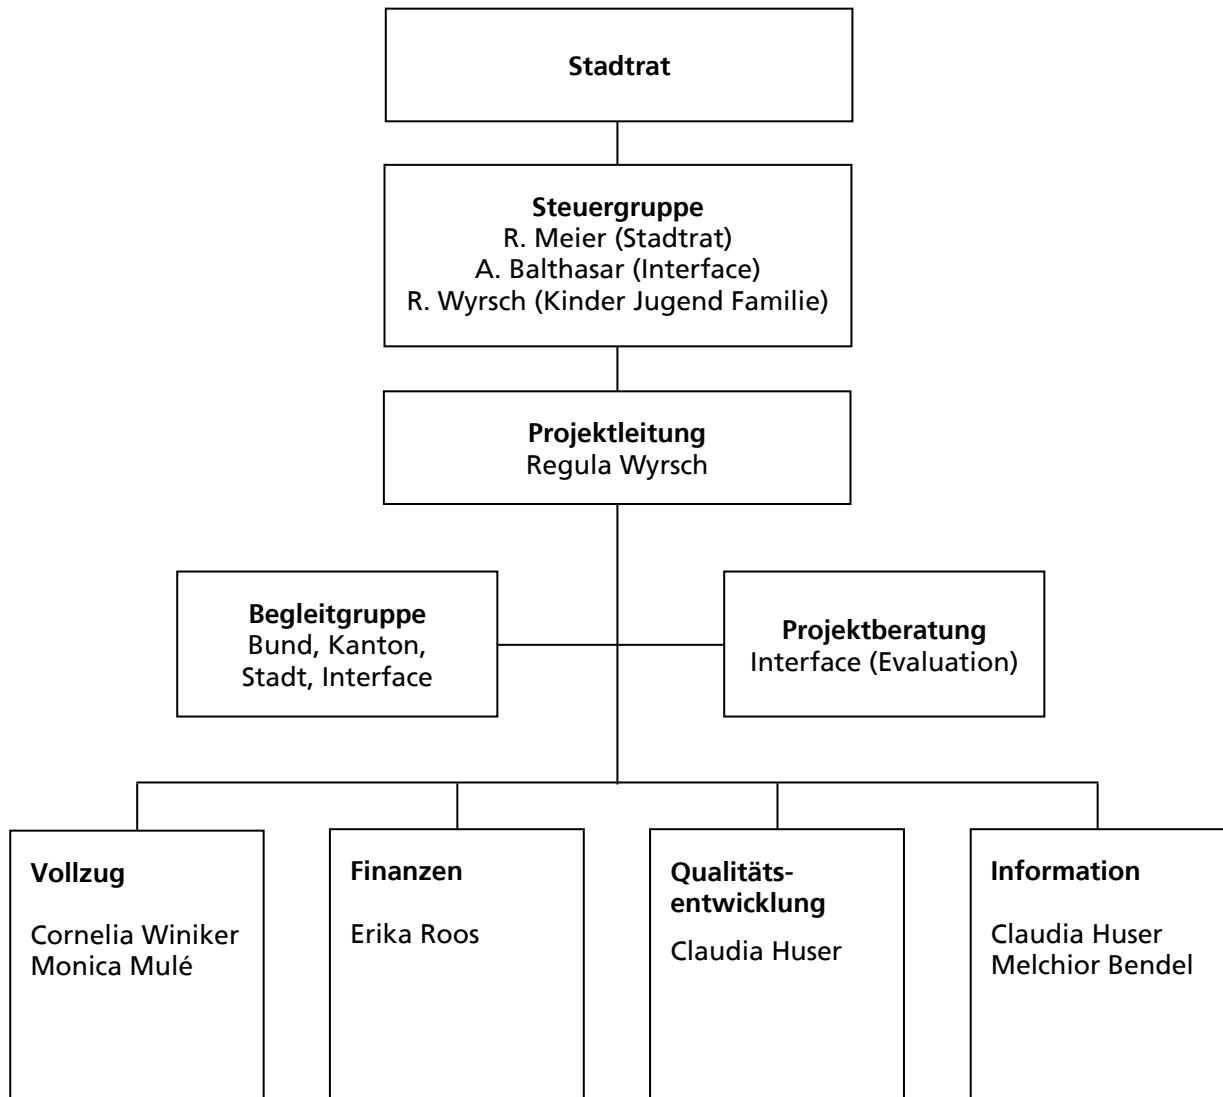 Stadtrat
Steuergruppe
R. Meier (Stadtrat)
A. Balthasar (Interface)
R. Wyrsch (Kinder Jugend Familie)
Projektleitung
Regula Wyrsch
Begleitgruppe
Bund, Kanton,
Stadt, Interface
Projektberatung
Interface (Evaluation)
Vollzug
Cornelia Winiker
Monica Mulé
Finanzen
Erika Roos
Qualitäts-
entwicklung
Claudia Huser
Information
Claudia Huser
Melchior Bendel